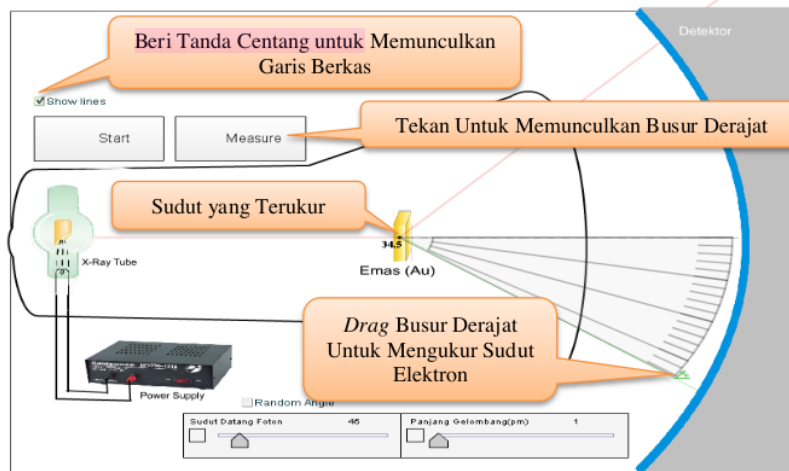 Detektor
Beri Tanda Centang untuk Memunculkan
Garis Berkas
Show lines
Start
Measure
Tekan Untuk Memunculkan Busur Derajat
Sudut yang Terukur
34.5
X-Ray Tube
Emas (Au)
Drag Busur Derajat
Untuk Mengukur Sudut
Elektron
Power Supply
Random Angle
Sudut Datang Foton 45
Panjang Gelombang(pm) 1